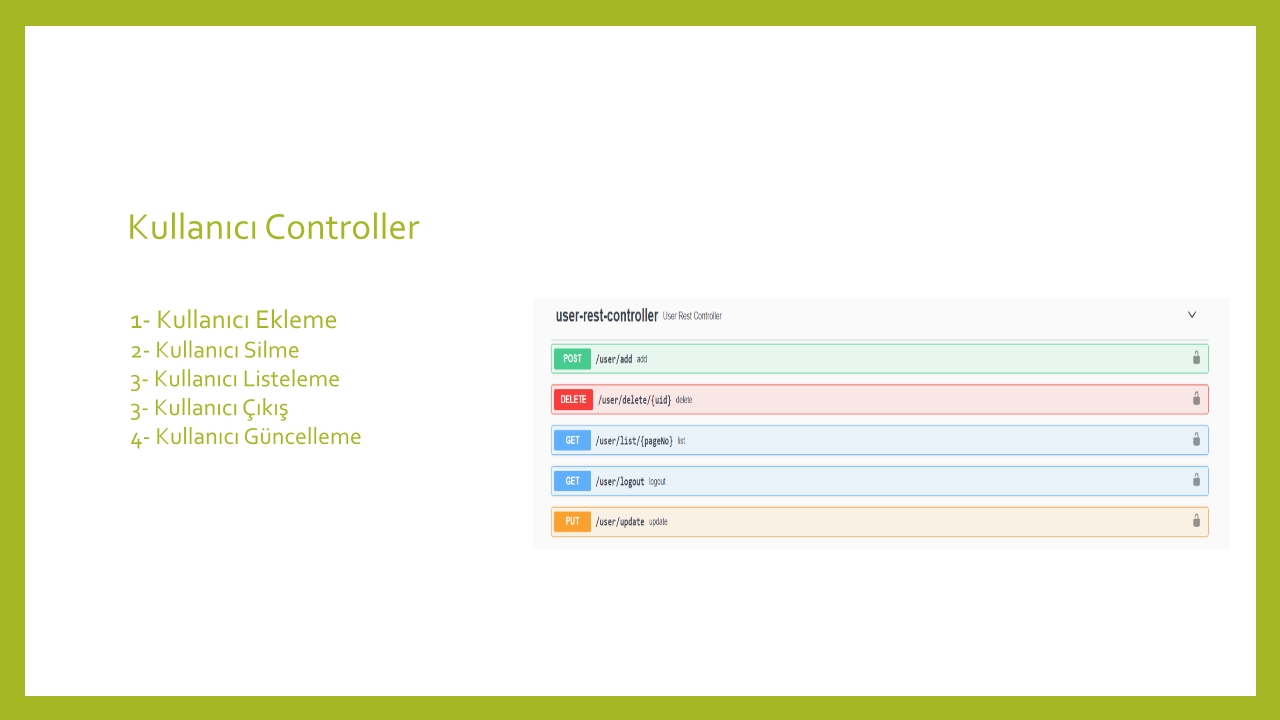 Kullanıcı Controller
1- Kullanıcı Ekleme
2- Kullanıcı Silme
3- Kullanıcı Listeleme
3- Kullanıcı Çıkış
4- Kullanıcı Güncelleme
user-rest-controller User Rest Controller
POST /user/add add
DELETE /user/delete/{uid} delete
GET /user/list/{pageNo} list
GET /user/logout logout
PUT /user/update update